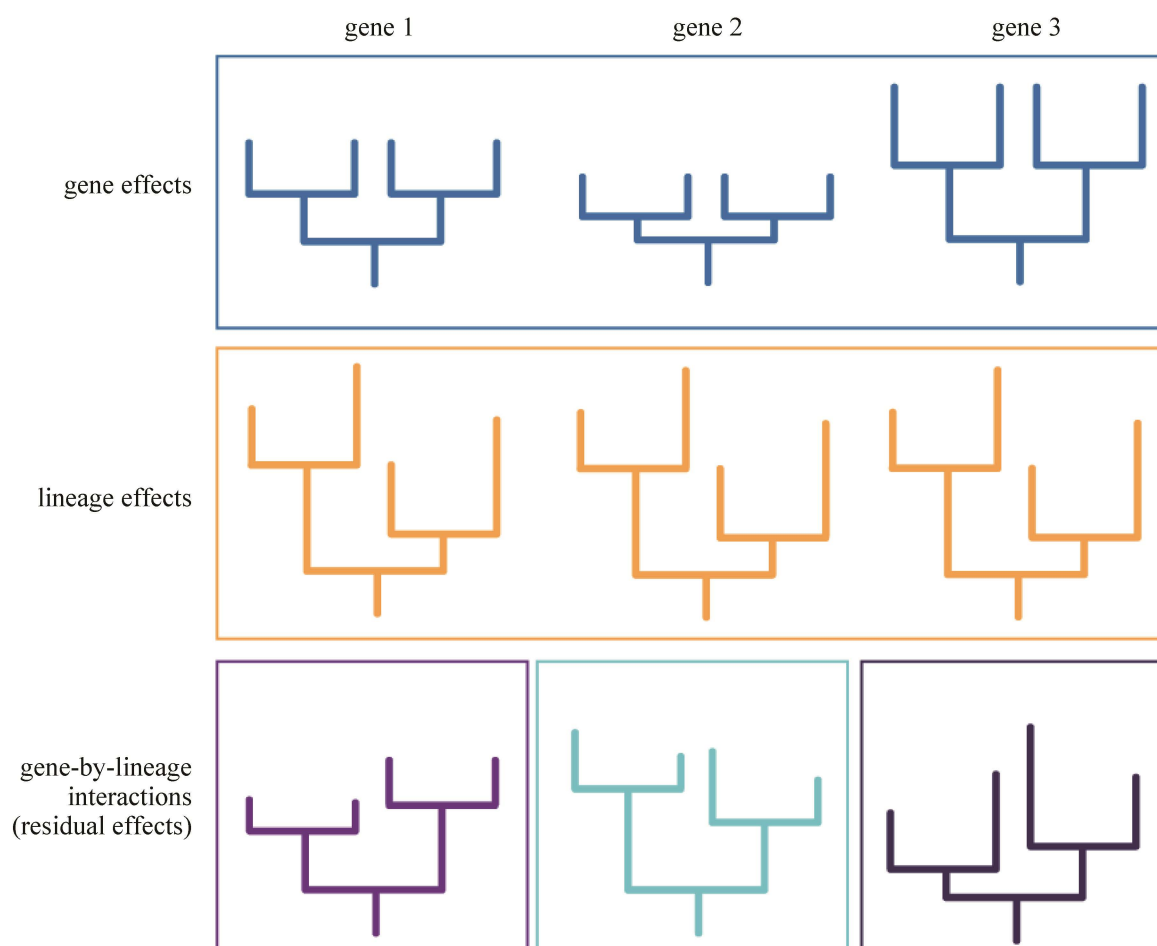 gene 1
gene 2
gene 3
gene effects
lineage effects
gene-by-lineage
interactions
(residual effects)